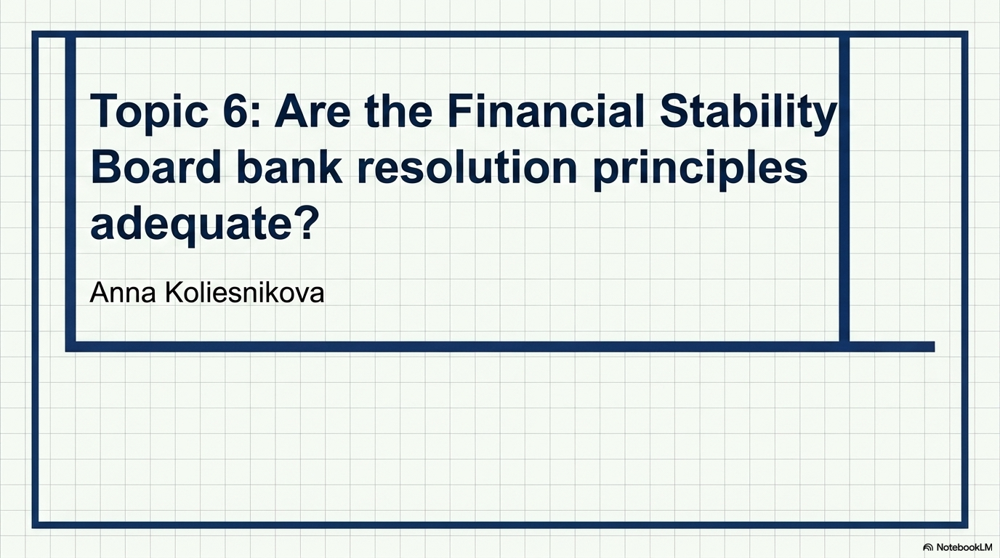 Topic 6: Are the Financial Stability
Board bank resolution principles
adequate?
Anna Koliesnikova
NotebookLM